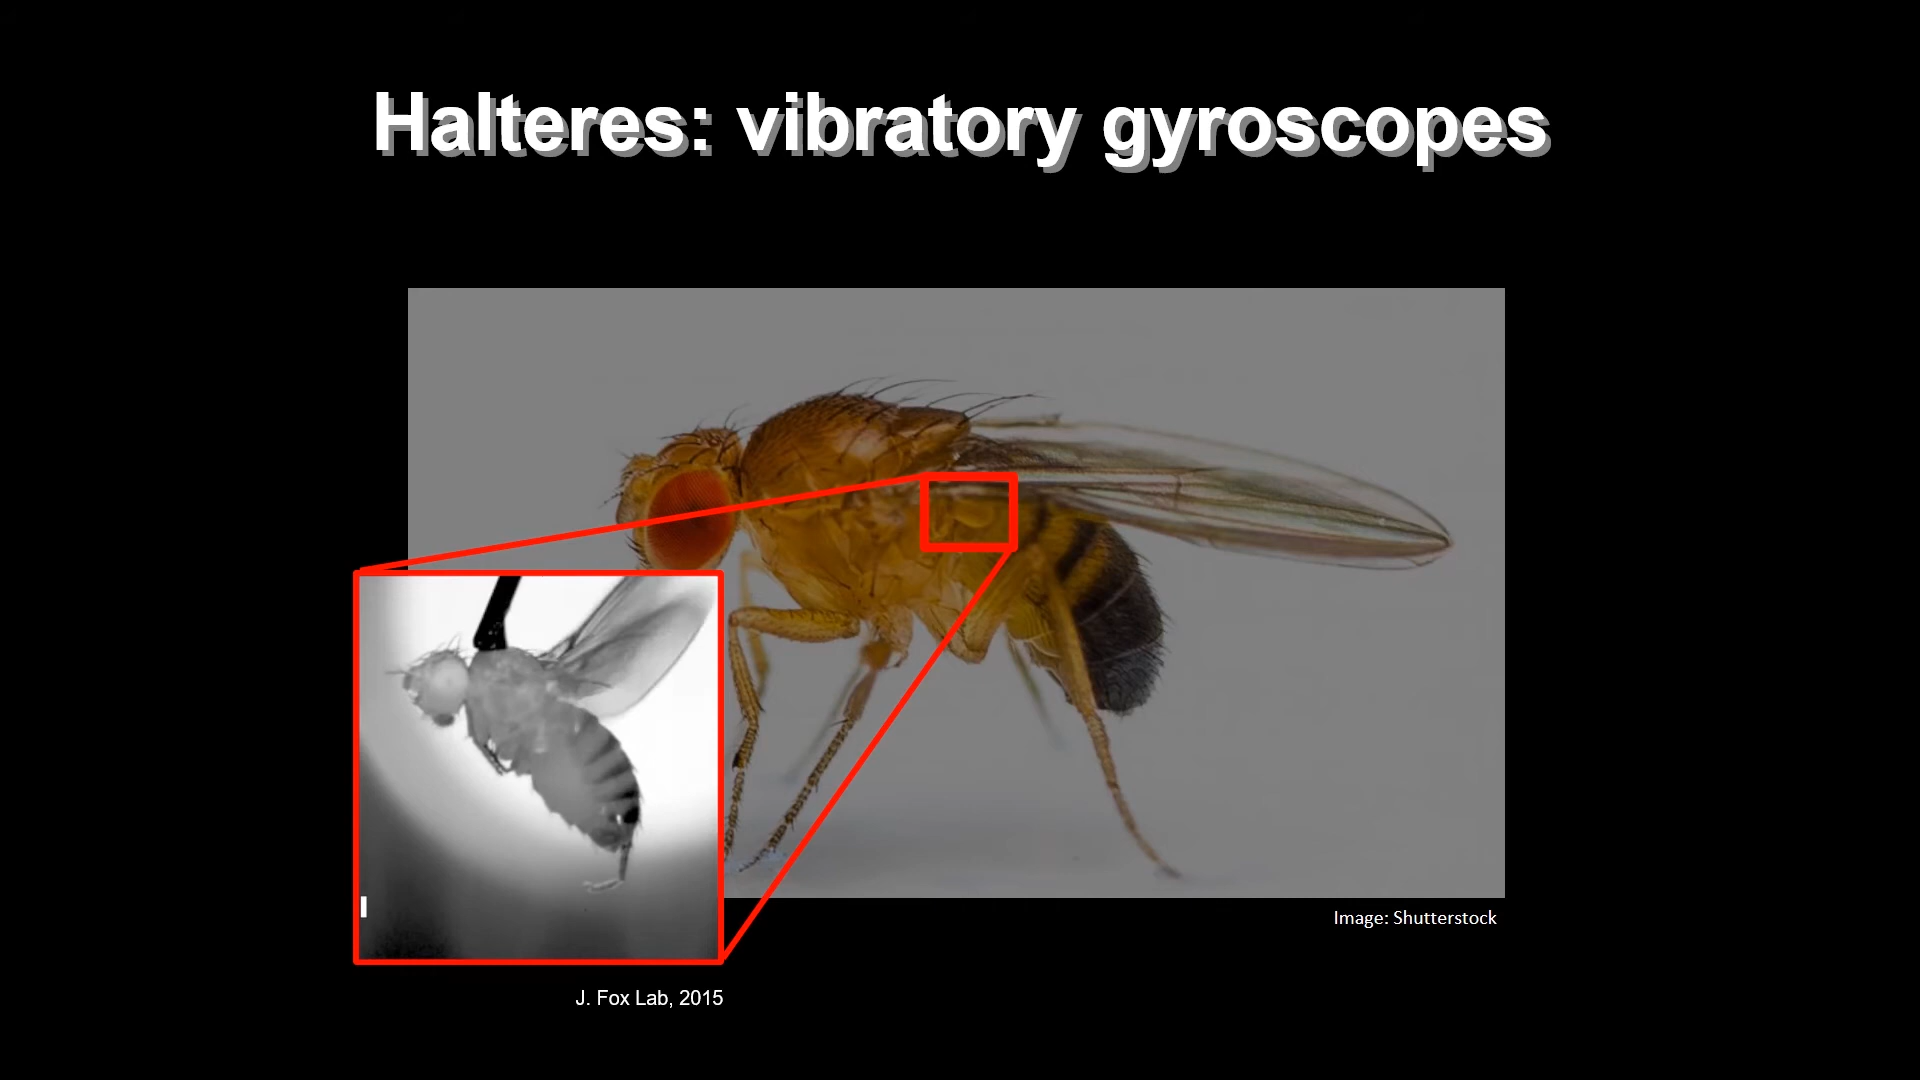 Halteres: vibratory gyroscopes
Image: Shutterstock
J. Fox Lab, 2015